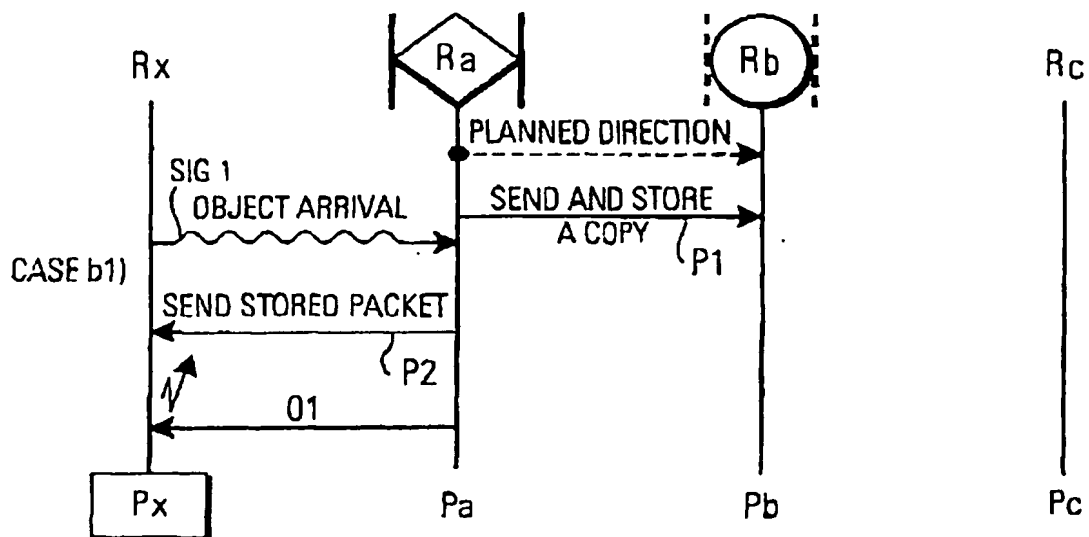 Rx
Ra
Rb
Rc
PLANNED DIRECTION
SIG 1
OBJECT ARRIVAL
SEND AND STORE
A COPY
P1
CASE b1)
SEND STORED PACKET
P2
O1
Px
Pa
Pb
Pc